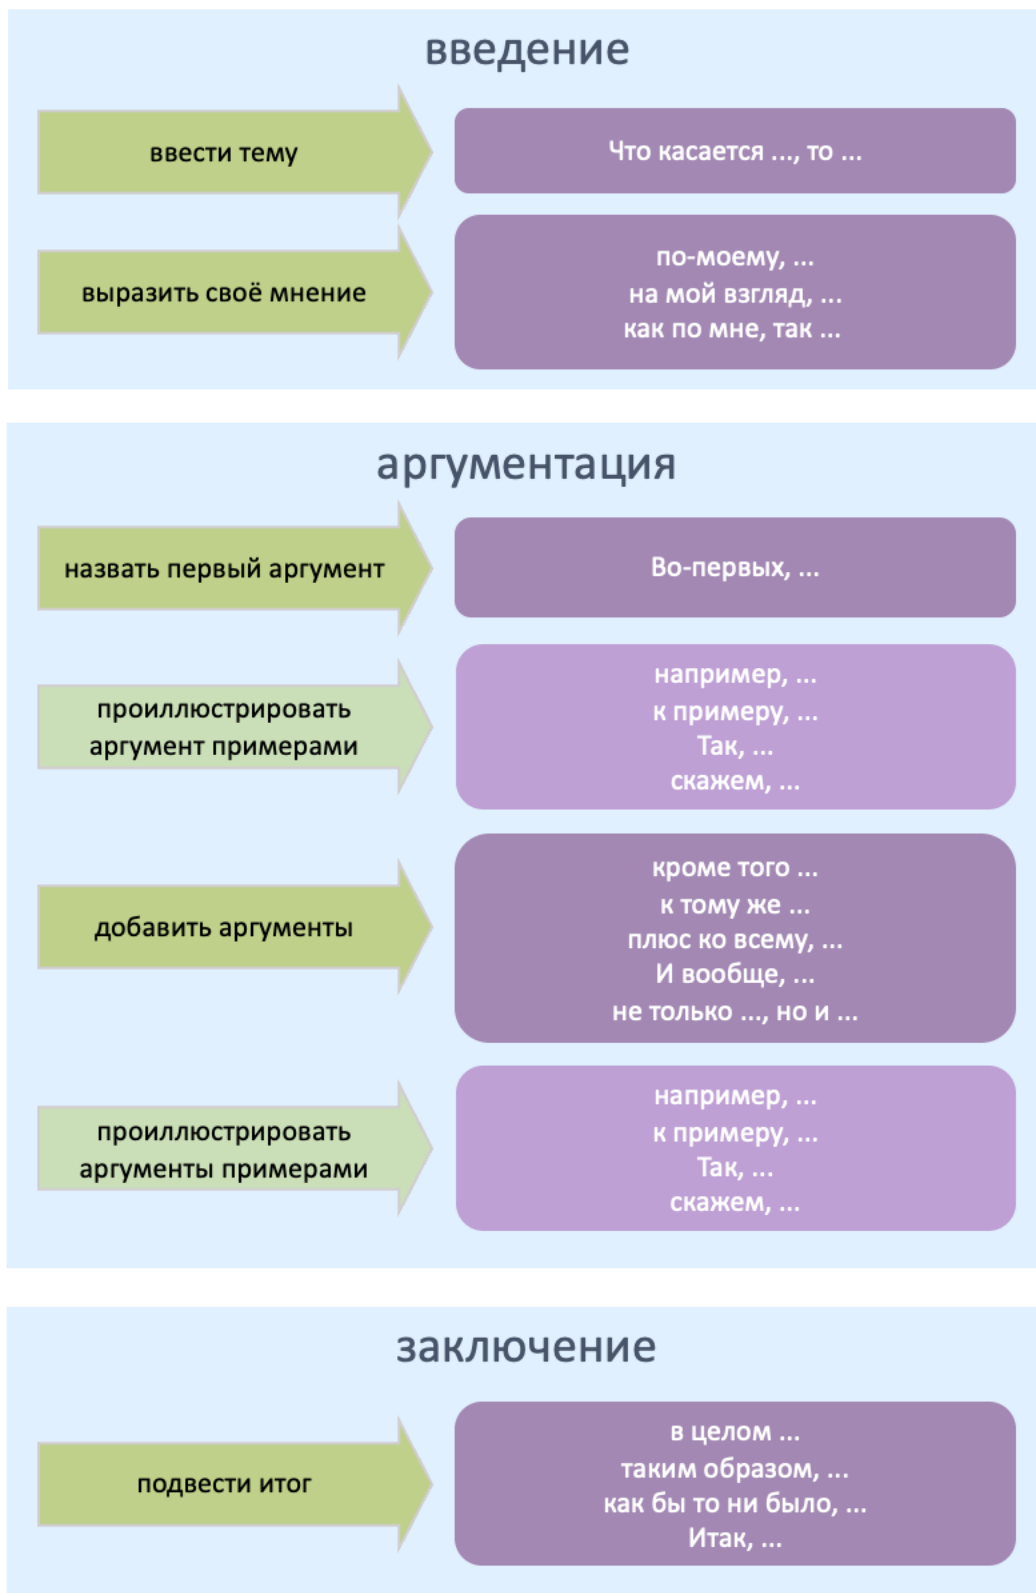 введение
ввести тему
Что касается ..., то ...
выразить своё мнение
по-моему, ...
на мой взгляд, ...
как по мне, так ...
аргументация
назвать первый аргумент
Во-первых, ...
проиллюстрировать
аргумент примерами
например, ...
к примеру, ...
Так, ...
скажем, ...
добавить аргументы
кроме того ...
к тому же ...
плюс ко всему, ...
И вообще, ...
не только ..., но и ...
проиллюстрировать
аргументы примерами
например, ...
к примеру, ...
Так, ...
скажем, ...
заключение
подвести итог
в целом ...
таким образом, ...
как бы то ни было, ...
Итак, ...